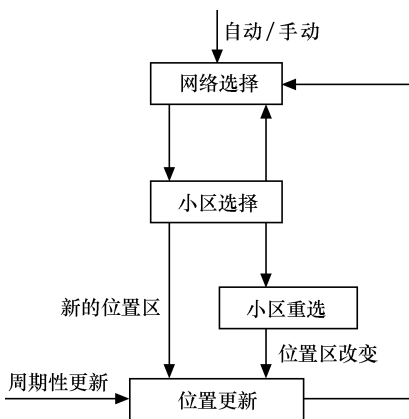 自动/手动
网络选择
小区选择
新的位置区
小区重选
位置区改变
周期性更新
位置更新